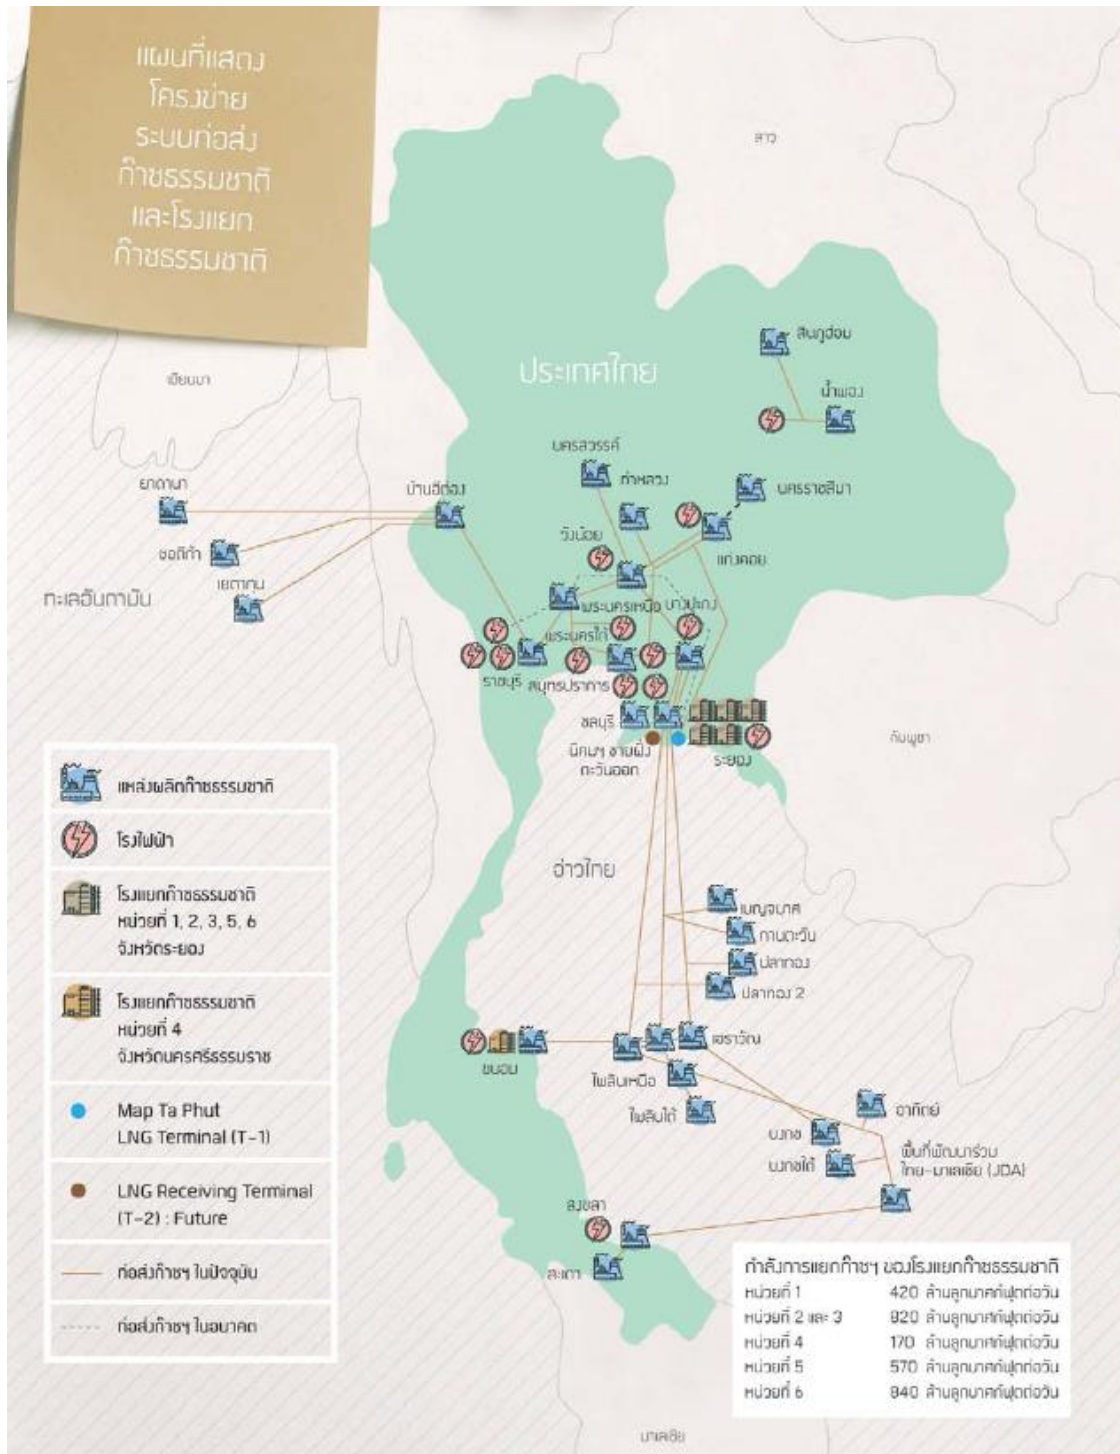 แผนที่แสดง
โครงข่าย
ระบบท่อส่ง
ก๊าซธรรมชาติ
และโรงแยก
ก๊าซธรรมชาติ
ลาว
ประเทศไทย
สินภูฮ่อม
น้ำพอง
เมียนมา
นครสวรรค์
ท่าหลวง
นครราชสีมา
ยาดานา
บ้านอีต่อง
วังน้อย
แก่งคอย
ซอติก้า
เยตากุน
ทะเลอันดามัน
พระนครเหนือ
บางปะกง
พระนครใต้
ราชบุรี
สมุทรปราการ
ชลบุรี
นิคมฯ ชายฝั่ง
ตะวันออก
ระยอง
กัมพูชา
แหล่งผลิตก๊าซธรรมชาติ
โรงไฟฟ้า
โรงแยกก๊าซธรรมชาติ
หน่วยที่ 1, 2, 3, 5, 6
จังหวัดระยอง
โรงแยกก๊าซธรรมชาติ
หน่วยที่ 4
จังหวัดนครศรีธรรมราช
Map Ta Phut
LNG Terminal (T-1)
LNG Receiving Terminal
(T-2) : Future
ท่อส่งก๊าซฯ ในปัจจุบัน
ท่อส่งก๊าซฯ ในอนาคต
อ่าวไทย
เบญจมาศ
ทานตะวัน
ปลาทอง
ปลาทอง 2
เอราวัณ
ขนอม
ไพลินเหนือ
ไพลินใต้
อาทิตย์
บงกช
บงกชใต้
พื้นที่พัฒนาร่วม
ไทย-มาเลเซีย (JDA)
สงขลา
สะเดา
กำลังการแยกก๊าซฯ ของโรงแยกก๊าซธรรมชาติ
หน่วยที่ 1 420 ล้านลูกบาศก์ฟุตต่อวัน
หน่วยที่ 2 และ 3 820 ล้านลูกบาศก์ฟุตต่อวัน
หน่วยที่ 4 170 ล้านลูกบาศก์ฟุตต่อวัน
หน่วยที่ 5 570 ล้านลูกบาศก์ฟุตต่อวัน
หน่วยที่ 6 840 ล้านลูกบาศก์ฟุตต่อวัน
มาเลเซีย